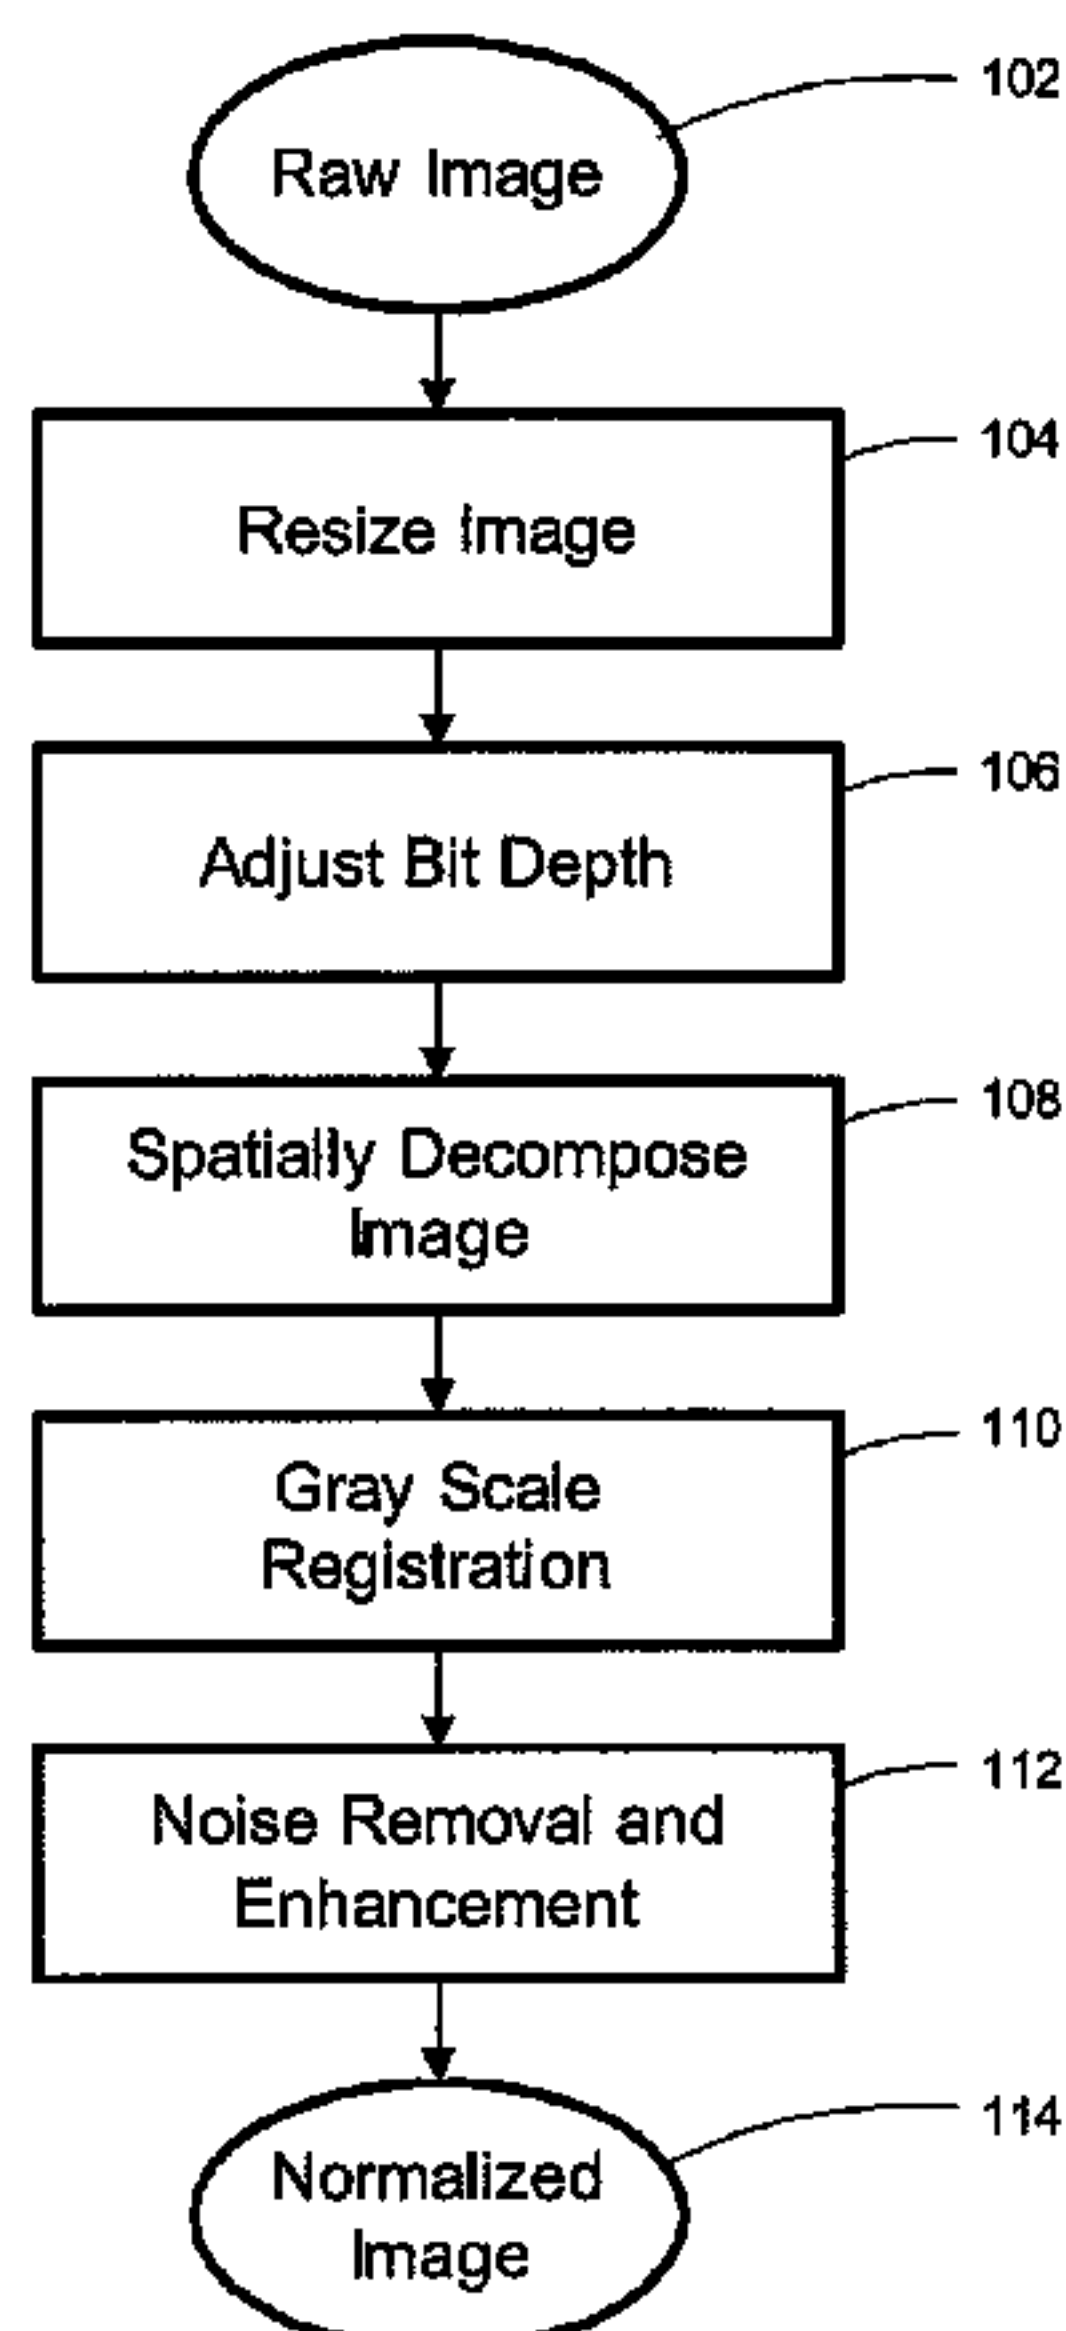 102
Raw Image
104
Resize Image
106
Adjust Bit Depth
108
Spatially Decompose
Image
110
Gray Scale
Registration
112
Noise Removal and
Enhancement
114
Normalized
Image